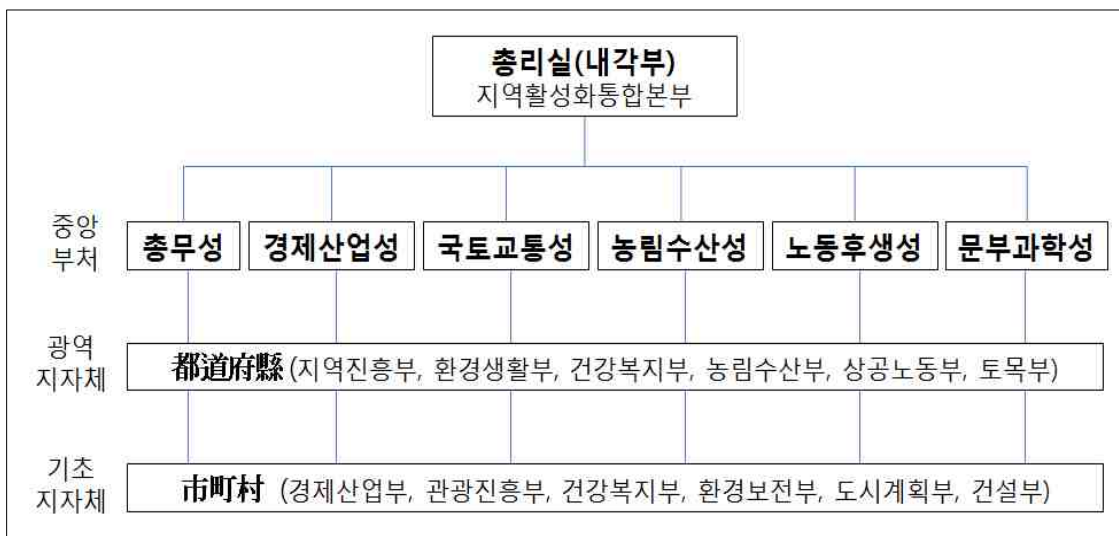 총리실(내각부)
지역활성화통합본부
중앙
부처
총무성 경제산업성 국토교통성 농림수산성 노동후생성 문부과학성
광역
지자체
都道府縣 (지역진흥부, 환경생활부, 건강복지부, 농림수산부, 상공노동부, 토목부)
기초
지자체
市町村 (경제산업부, 관광진흥부, 건강복지부, 환경보전부, 도시계획부, 건설부)